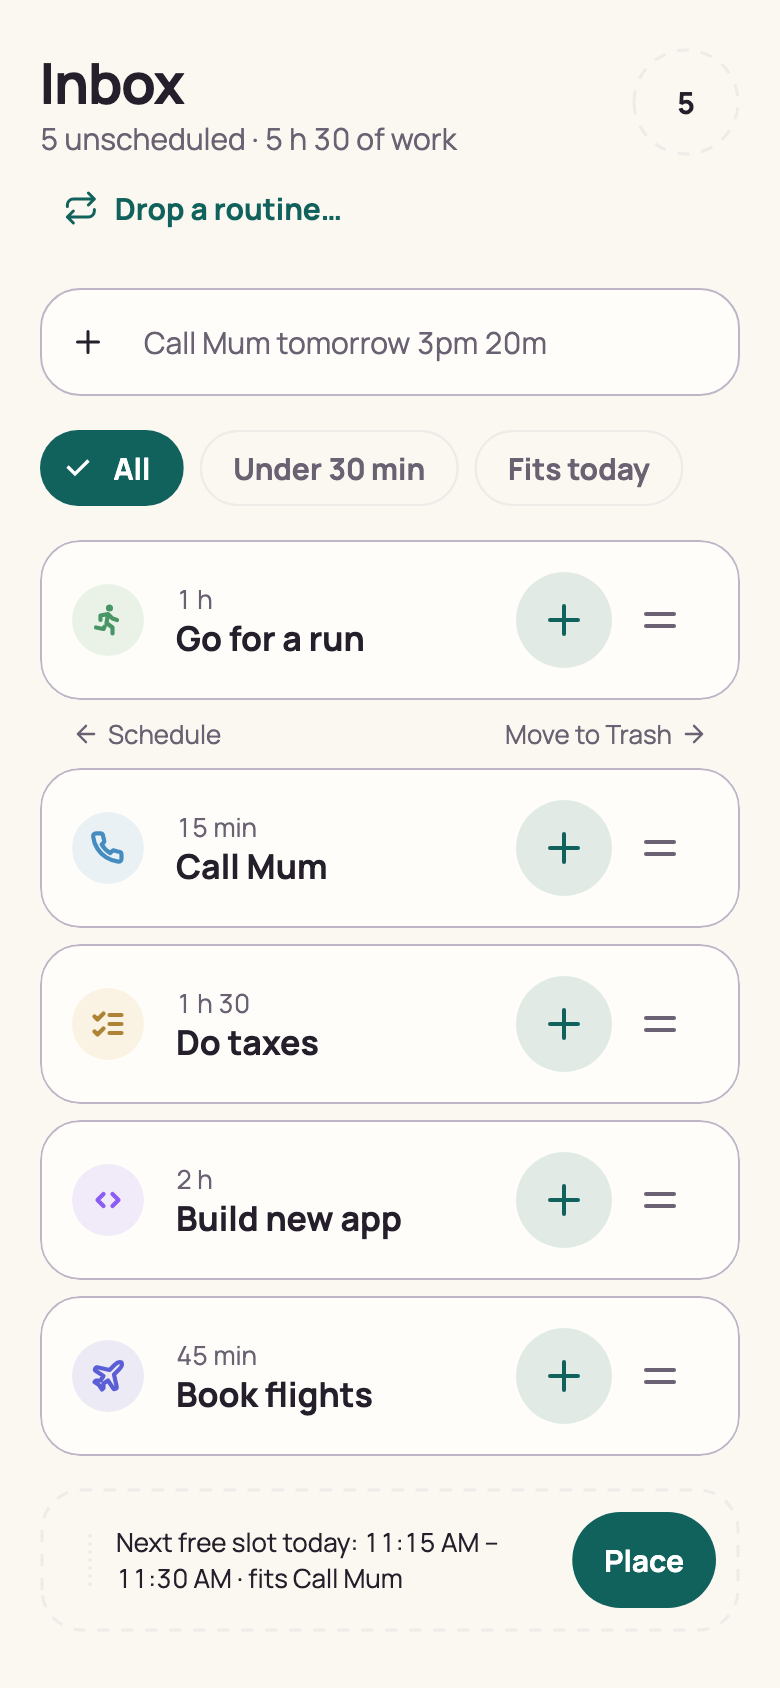 Inbox
5
5 unscheduled · 5 h 30 of work
Drop a routine...
Call Mum tomorrow 3pm 20m
All
Under 30 min
Fits today
1 h
Go for a run
← Schedule
Move to Trash →
15 min
Call Mum
1 h 30
Do taxes
2 h
Build new app
45 min
Book flights
Next free slot today: 11:15 AM –
11:30 AM · fits Call Mum
Place